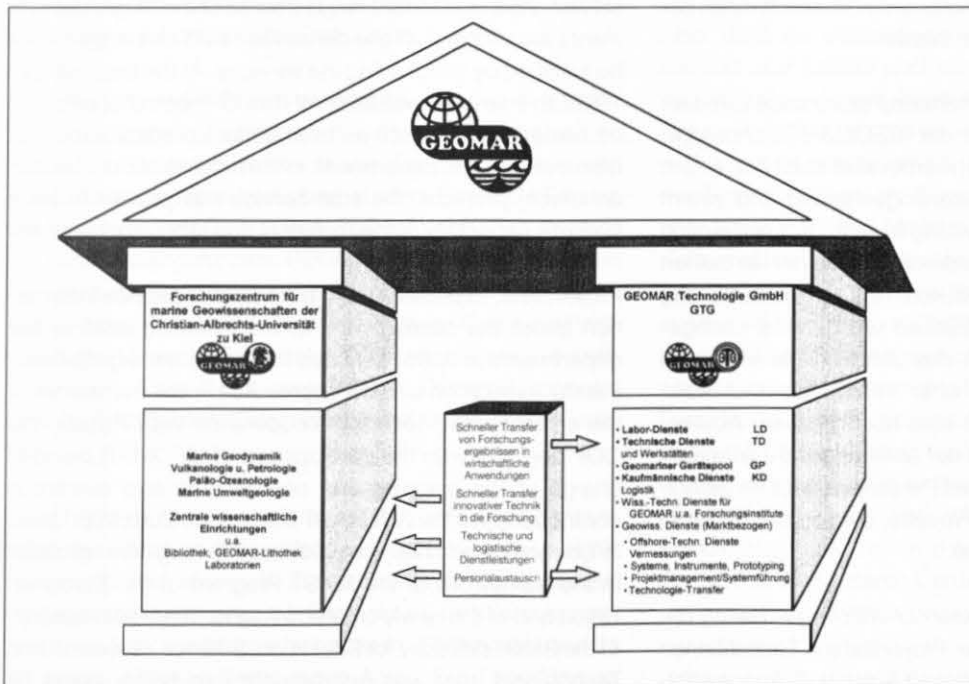 GEOMAR
Forschungszentrum für
marine Geowissenschaften der
Christian-Albrechts-Universität
zu Kiel
GEOMAR
GEOMAR Technologie GmbH
GTG
GEOMAR
Marine Geodynamik
Vulkanologie u. Petrologie
Paläo-Ozeanologie
Marine Umweltgeologie
Zentrale wissenschaftliche
Einrichtungen
u.a.
Bibliothek, GEOMAR-Lithothek
Laboratorien
Schneller Transfer
von Forschungs-
ergebnissen in
wirtschaftliche
Anwendungen
Schneller Transfer
innovativer Technik
in die Forschung
Technische und
logistische
Dienstleistungen
Personalaustausch
• Labor-Dienste LD
• Technische Dienste TD
und Werkstätten
• Geomariner Gerätepool GP
• Kaufmännische Dienste KD
Logistik
• Wiss.-techn. Dienste für
GEOMAR u.a. Forschungsinstitute
• Geowiss. Dienste (Marktbezogen)
• Offshore-Techn. Dienste
Vermessungen
• Systeme, Instrumente, Prototyping
• Projektmanagement/Systemführung
• Technologie-Transfer